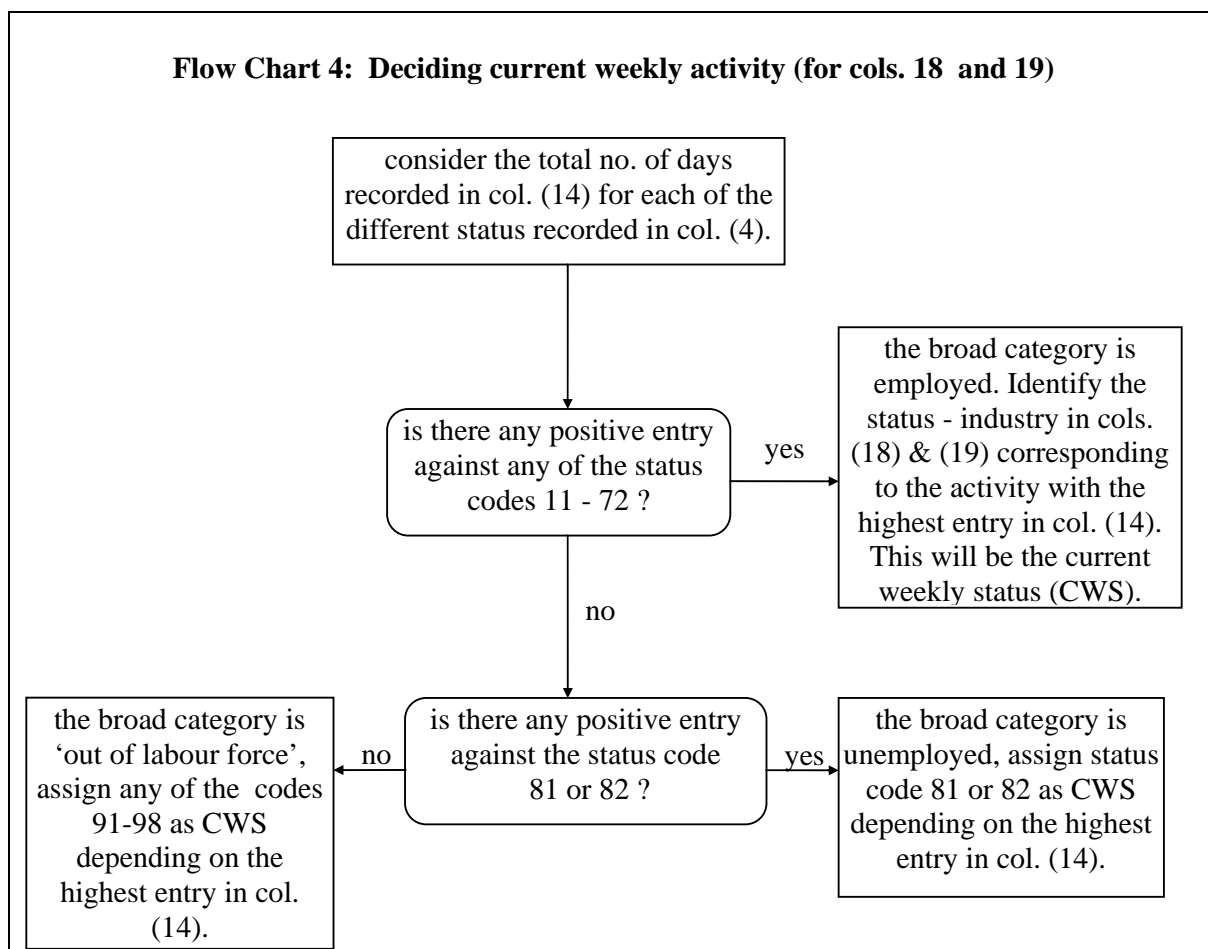 Flow Chart 4: Deciding current weekly activity (for cols. 18 and 19)
consider the total no. of days
recorded in col. (14) for each of the
different status recorded in col. (4).
is there any positive entry
against any of the status
codes 11 - 72 ?
yes
the broad category is
employed. Identify the
status - industry in cols.
(18) & (19) corresponding
to the activity with the
highest entry in col. (14).
This will be the current
weekly status (CWS).
no
is there any positive entry
against the status code
81 or 82 ?
no
the broad category is
‘out of labour force’,
assign any of the codes
91-98 as CWS
depending on the
highest entry in col.
(14).
yes
the broad category is
unemployed, assign status
code 81 or 82 as CWS
depending on the highest
entry in col. (14).